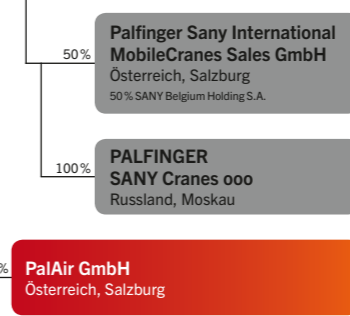 50%
Palfinger Sany International
MobileCranes Sales GmbH
Österreich, Salzburg
50% SANY Belgium Holding S.A.
100%
PALFINGER
SANY Cranes ooo
Russland, Moskau
%
PalAir GmbH
Österreich, Salzburg